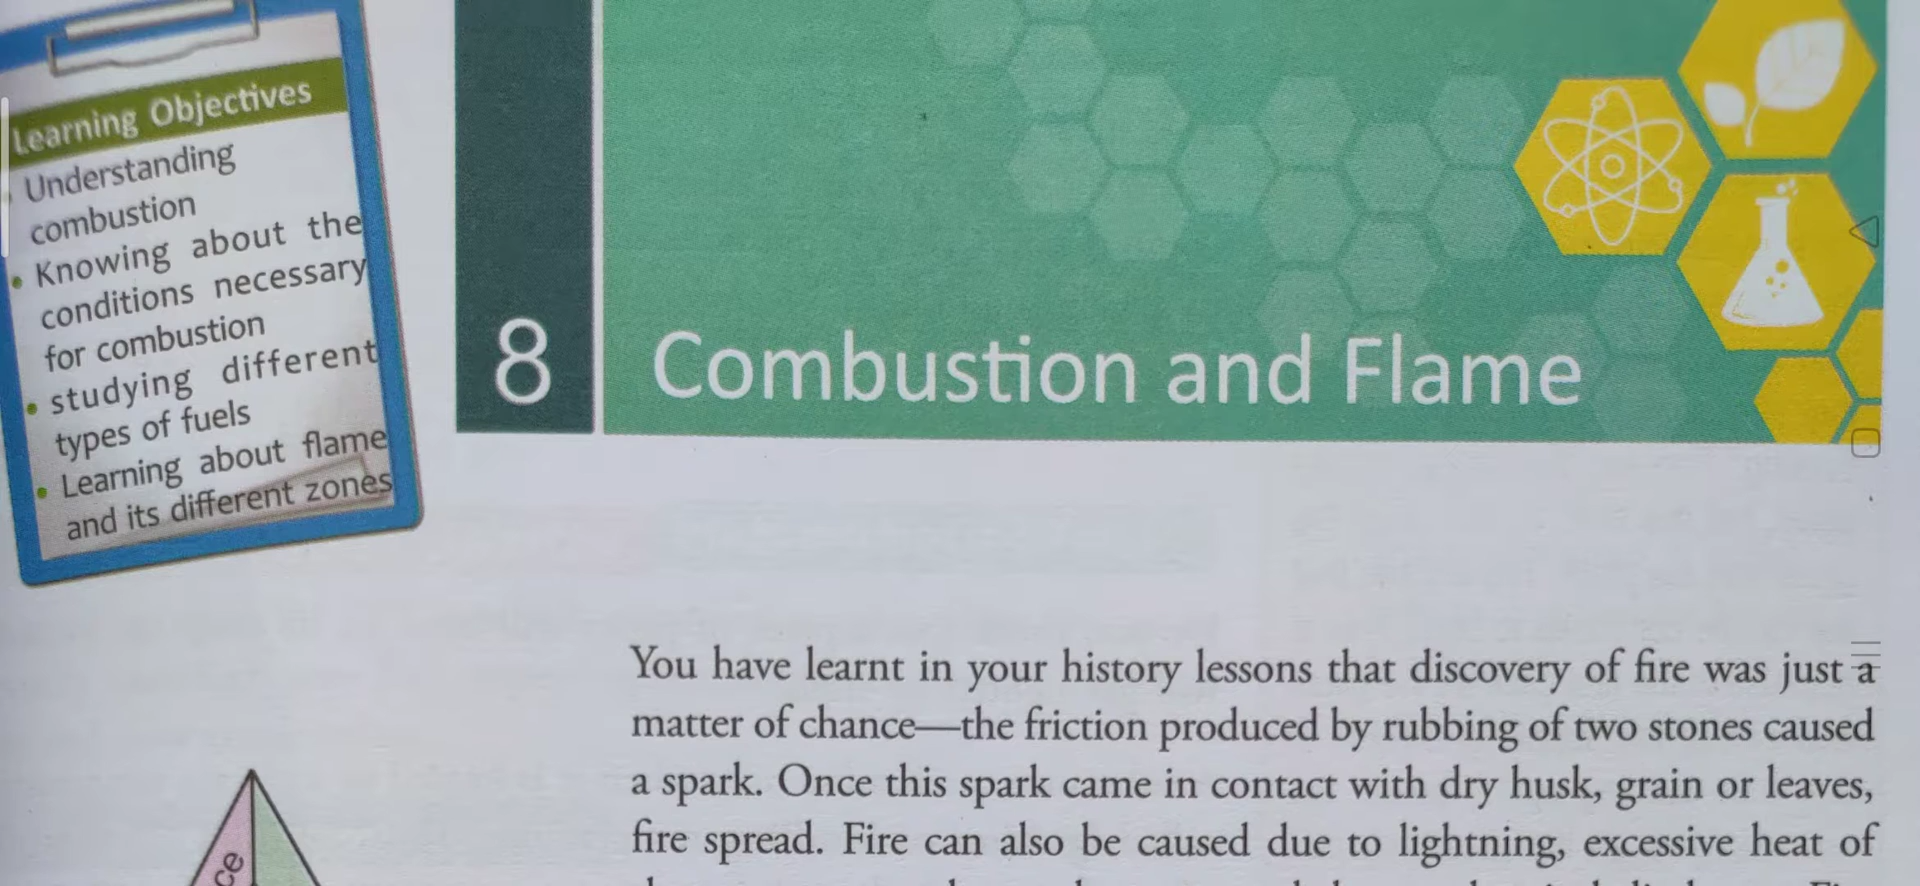 Learning Objectives
Understanding
combustion
• Knowing about the
conditions necessary
for combustion
• studying different
types of fuels
• Learning about flame
and its different zones
8
Combustion and Flame
You have learnt in your history lessons that discovery of fire was just a
matter of chance—the friction produced by rubbing of two stones caused
a spark. Once this spark came in contact with dry husk, grain or leaves,
fire spread. Fire can also be caused due to lightning, excessive heat of